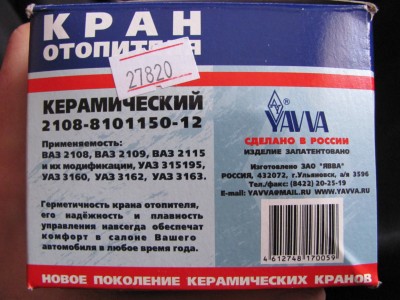 КРАН
ОТОПИТЕЛЯ
27820
КЕРАМИЧЕСКИЙ
2108-8101150-12
Применяемость:
ВАЗ 2108, ВАЗ 2109, ВАЗ 2115
и их модификации, УАЗ 315195,
УАЗ 3160, УАЗ 3162, УАЗ 3163.
Герметичность крана отопителя,
его надёжность и плавность
управления навсегда обеспечат
комфорт в салоне Вашего
автомобиля в любое время года.
YAVVA
СДЕЛАНО В РОССИИ
ИЗДЕЛИЕ ЗАПАТЕНТОВАНО
Изготовлено ЗАО "ЯВВА"
РОССИЯ, 432072, г.Ульяновск, а/я 3596
Тел./факс: (8422) 20-25-19
E-mail: YAVVA@MAIL.RU WWW.YAVVA.RU
4612748170059
НОВОЕ ПОКОЛЕНИЕ КЕРАМИЧЕСКИХ КРАНОВ